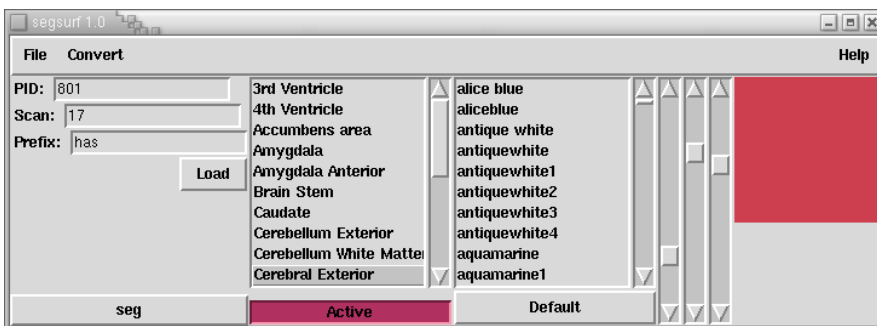 segsurf 1.0
File Convert Help
PID: 801
Scan: 17
Prefix: has
Load
seg
3rd Ventricle
4th Ventricle
Accumbens area
Amygdala
Amygdala Anterior
Brain Stem
Caudate
Cerebellum Exterior
Cerebellum White Matter
Cerebral Exterior
Active
alice blue
aliceblue
antique white
antiquewhite
antiquewhite1
antiquewhite2
antiquewhite3
antiquewhite4
aquamarine
aquamarine1
Default